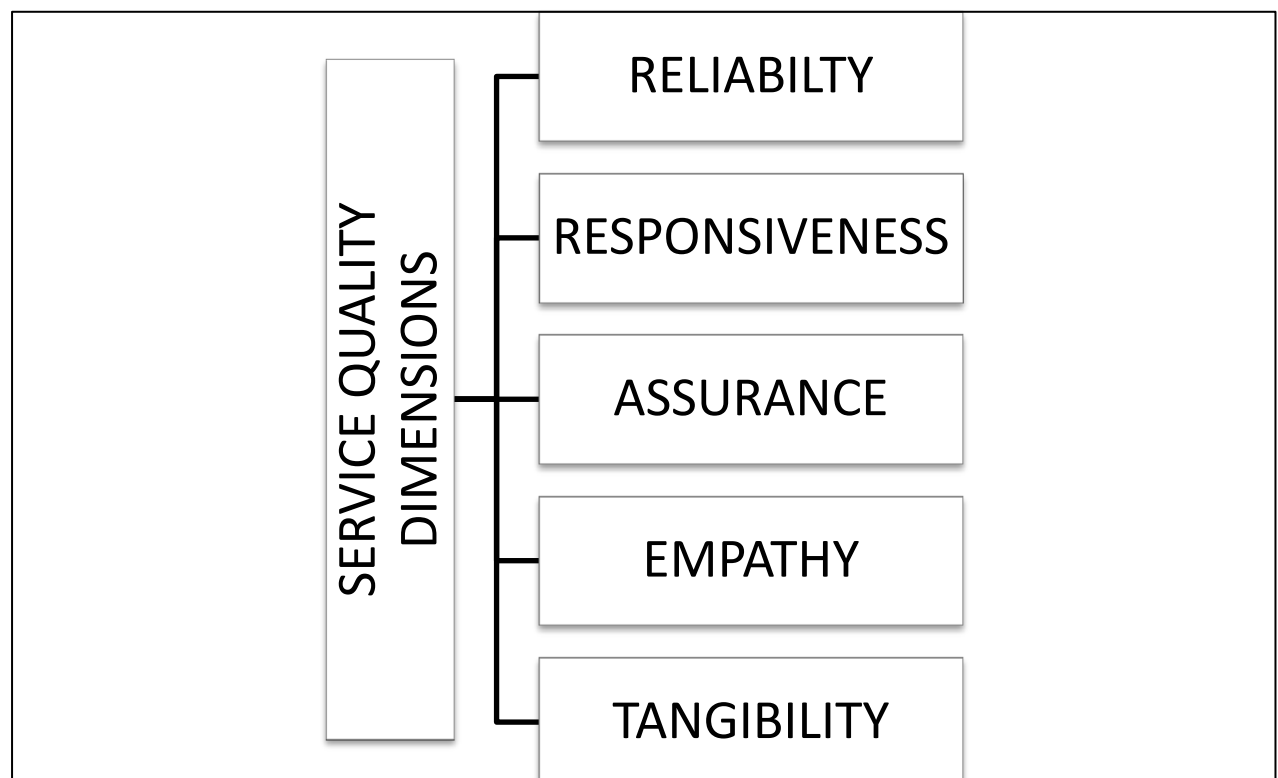 SERVICE QUALITY
DIMENSIONS
RELIABILTY
RESPONSIVENESS
ASSURANCE
EMPATHY
TANGIBILITY